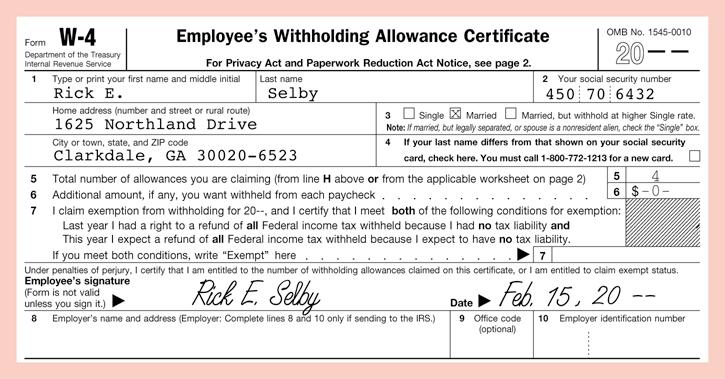 Form W-4
Department of the Treasury
Internal Revenue Service
Employee's Withholding Allowance Certificate
For Privacy Act and Paperwork Reduction Act Notice, see page 2.
OMB No. 1545-0010
20– –
1 Type or print your first name and middle initial
Rick E.
Last name
Selby
2 Your social security number
450 70 6432
Home address (number and street or rural route)
1625 Northland Drive
3 Single Married Married, but withhold at higher Single rate.
Note: If married, but legally separated, or spouse is a nonresident alien, check the "Single" box.
City or town, state, and ZIP code
Clarkdale, GA 30020-6523
4 If your last name differs from that shown on your social security
card, check here. You must call 1-800-772-1213 for a new card.
5 Total number of allowances you are claiming (from line H above or from the applicable worksheet on page 2) 5 4
6 Additional amount, if any, you want withheld from each paycheck . . . . . . . . . . . . 6 $ -0-
7 I claim exemption from withholding for 20--, and I certify that I meet both of the following conditions for exemption:
Last year I had a right to a refund of all Federal income tax withheld because I had no tax liability and
This year I expect a refund of all Federal income tax withheld because I expect to have no tax liability.
If you meet both conditions, write "Exempt" here . . . . . . . . . . . . 7
Under penalties of perjury, I certify that I am entitled to the number of withholding allowances claimed on this certificate, or I am entitled to claim exempt status.
Employee's signature
(Form is not valid
unless you sign it.) Rick E. Selby Date Feb. 15, 20 --
8 Employer's name and address (Employer: Complete lines 8 and 10 only if sending to the IRS.)
9 Office code
(optional)
10 Employer identification number